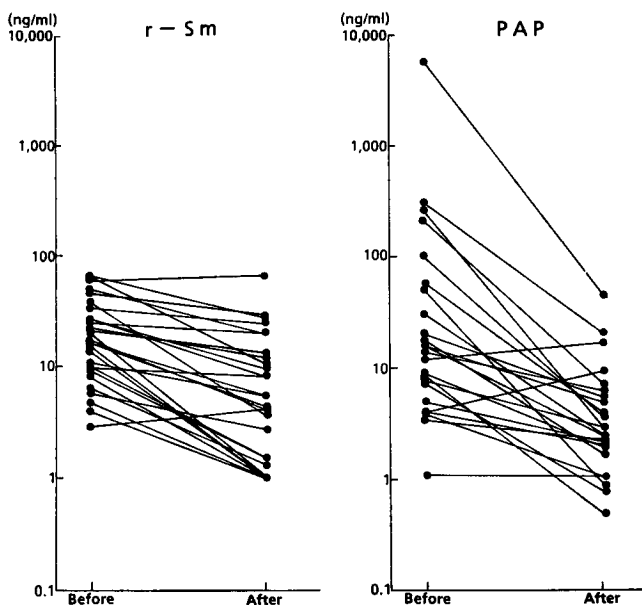 (ng/ml)
r－Sm
10,000
1,000
100
10
1
0.1
Before
After
(ng/ml)
PAP
10,000
1,000
100
10
1
0.1
Before
After